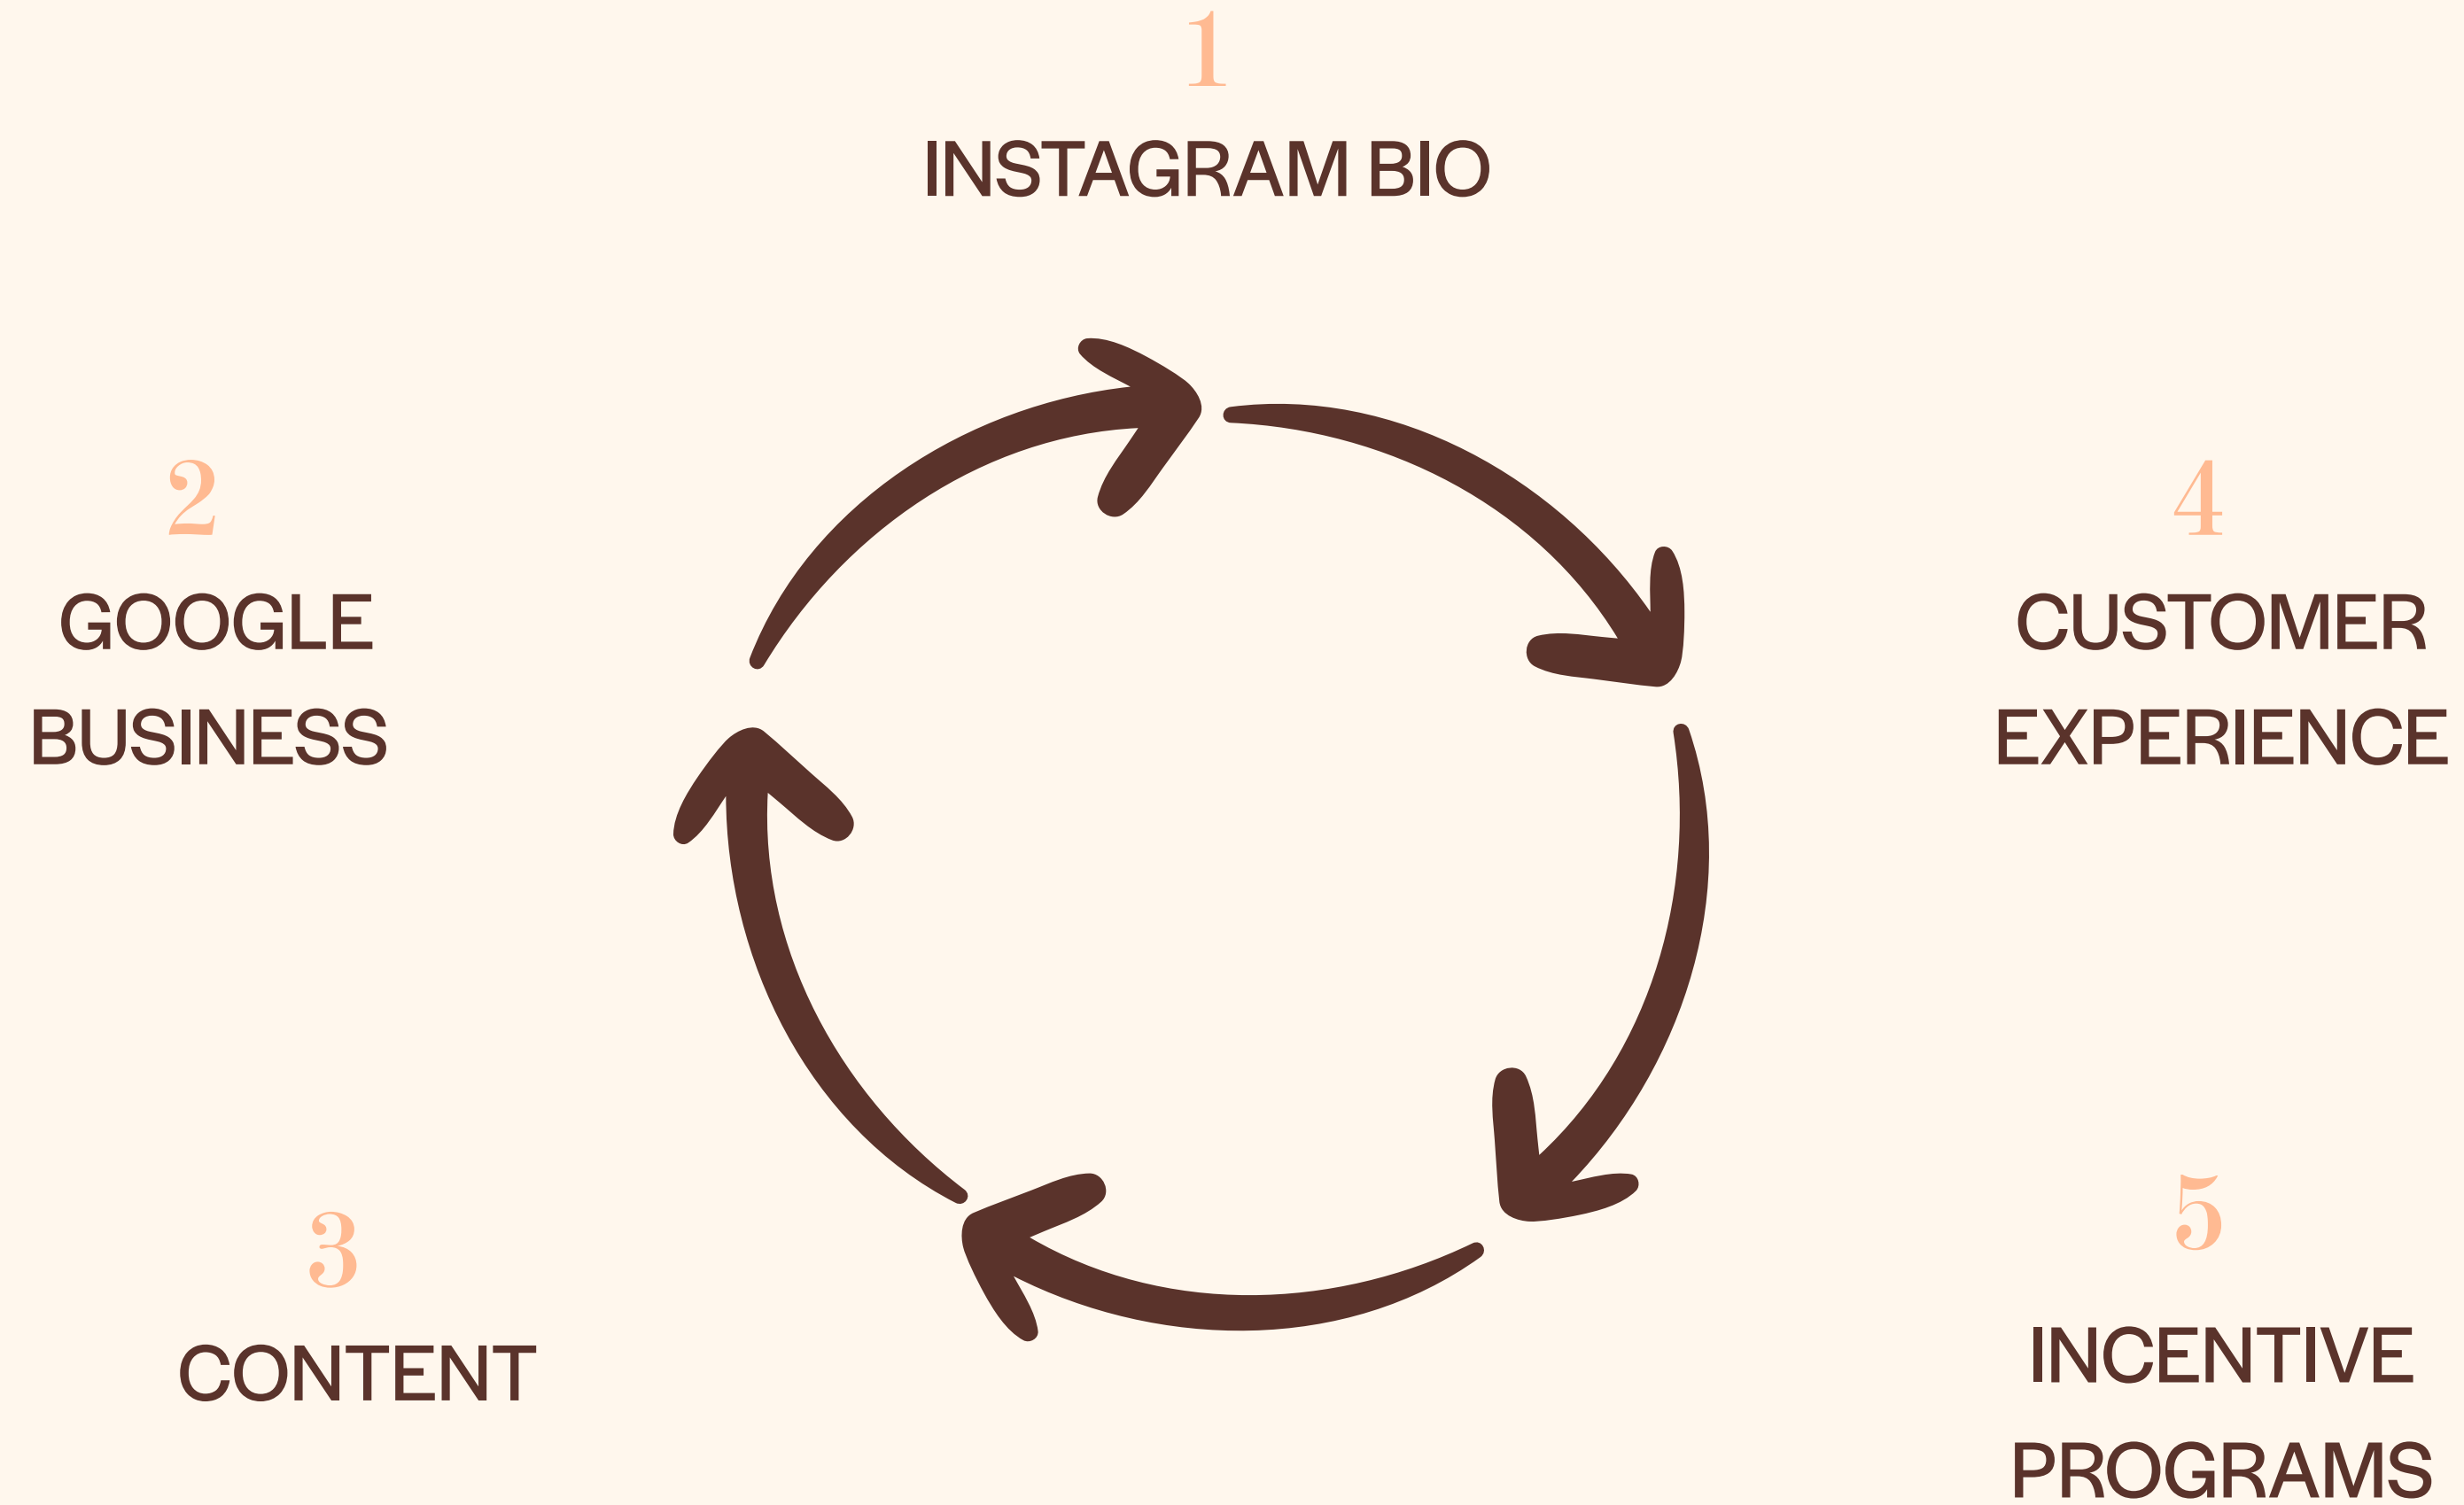 1
INSTAGRAM BIO
2
GOOGLE
BUSINESS
3
CONTENT
4
CUSTOMER
EXPERIENCE
5
INCENTIVE
PROGRAMS